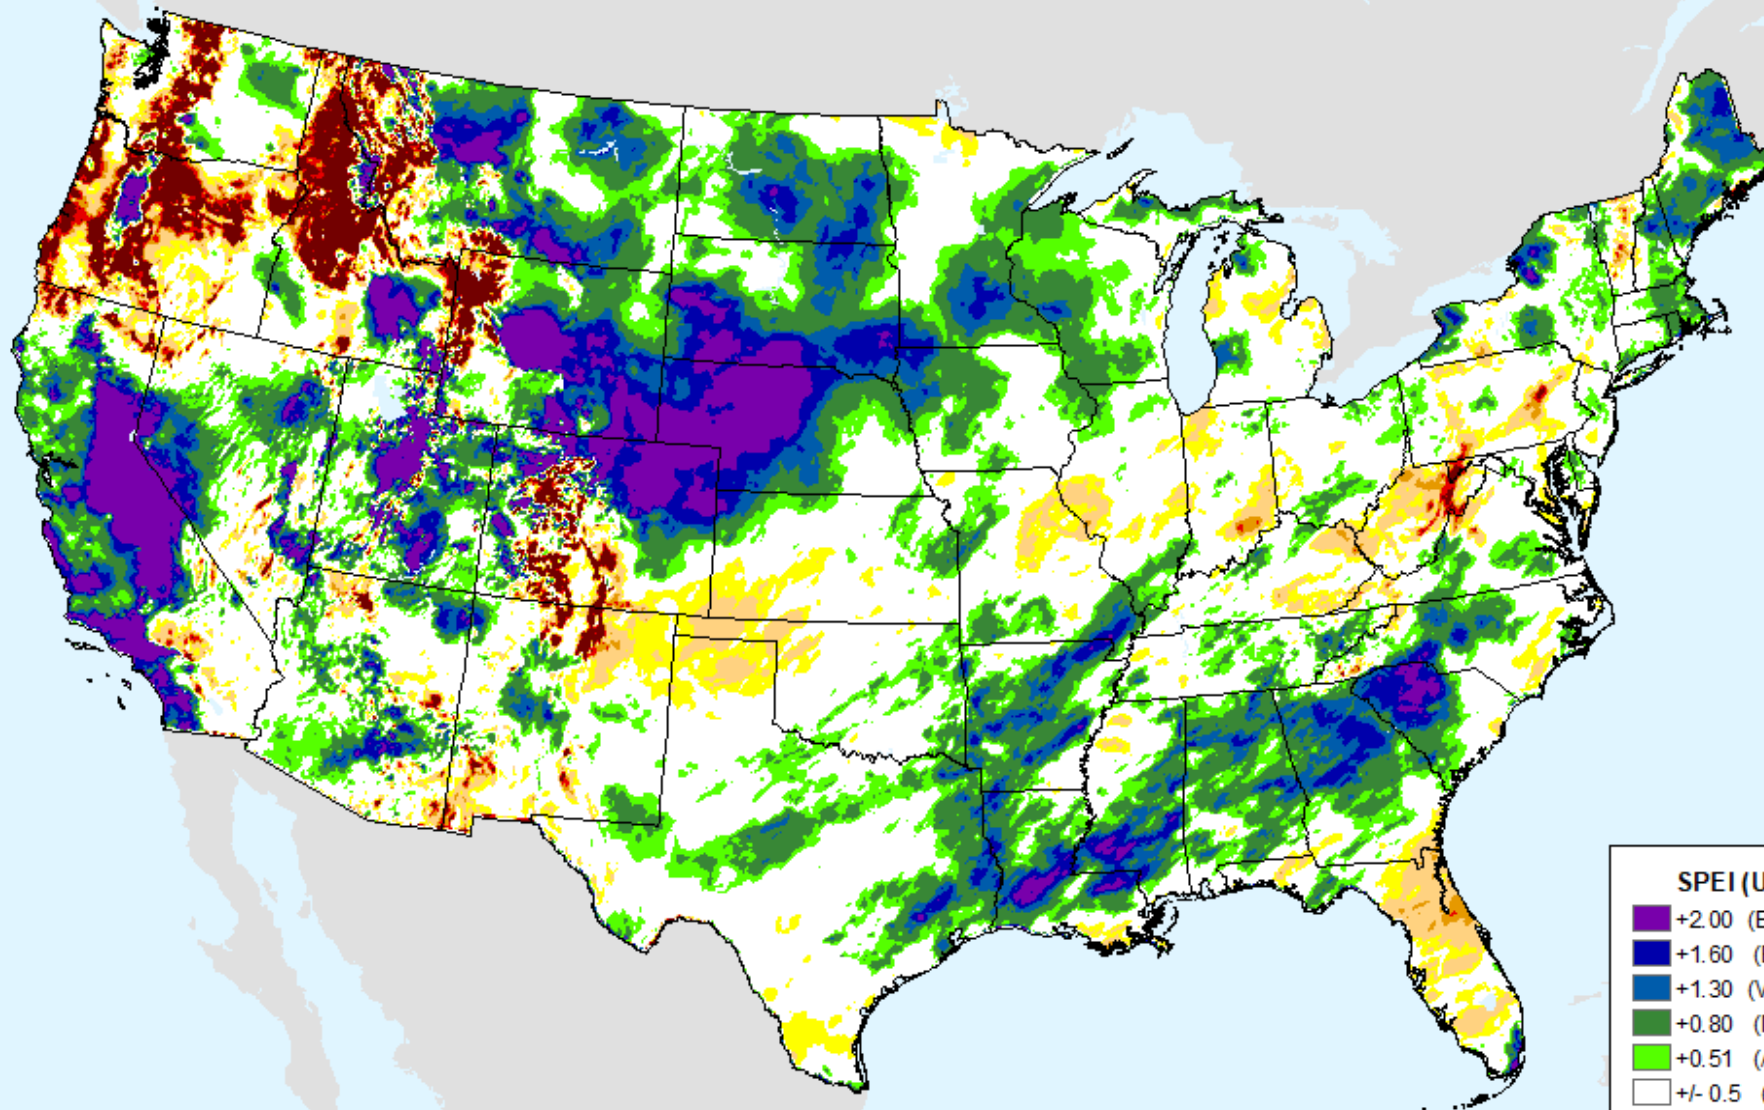 SPEI (U
+2.00 (E
+1.60 (
+1.30 (V
+0.80 (
+0.51 (
+/- 0.5 (